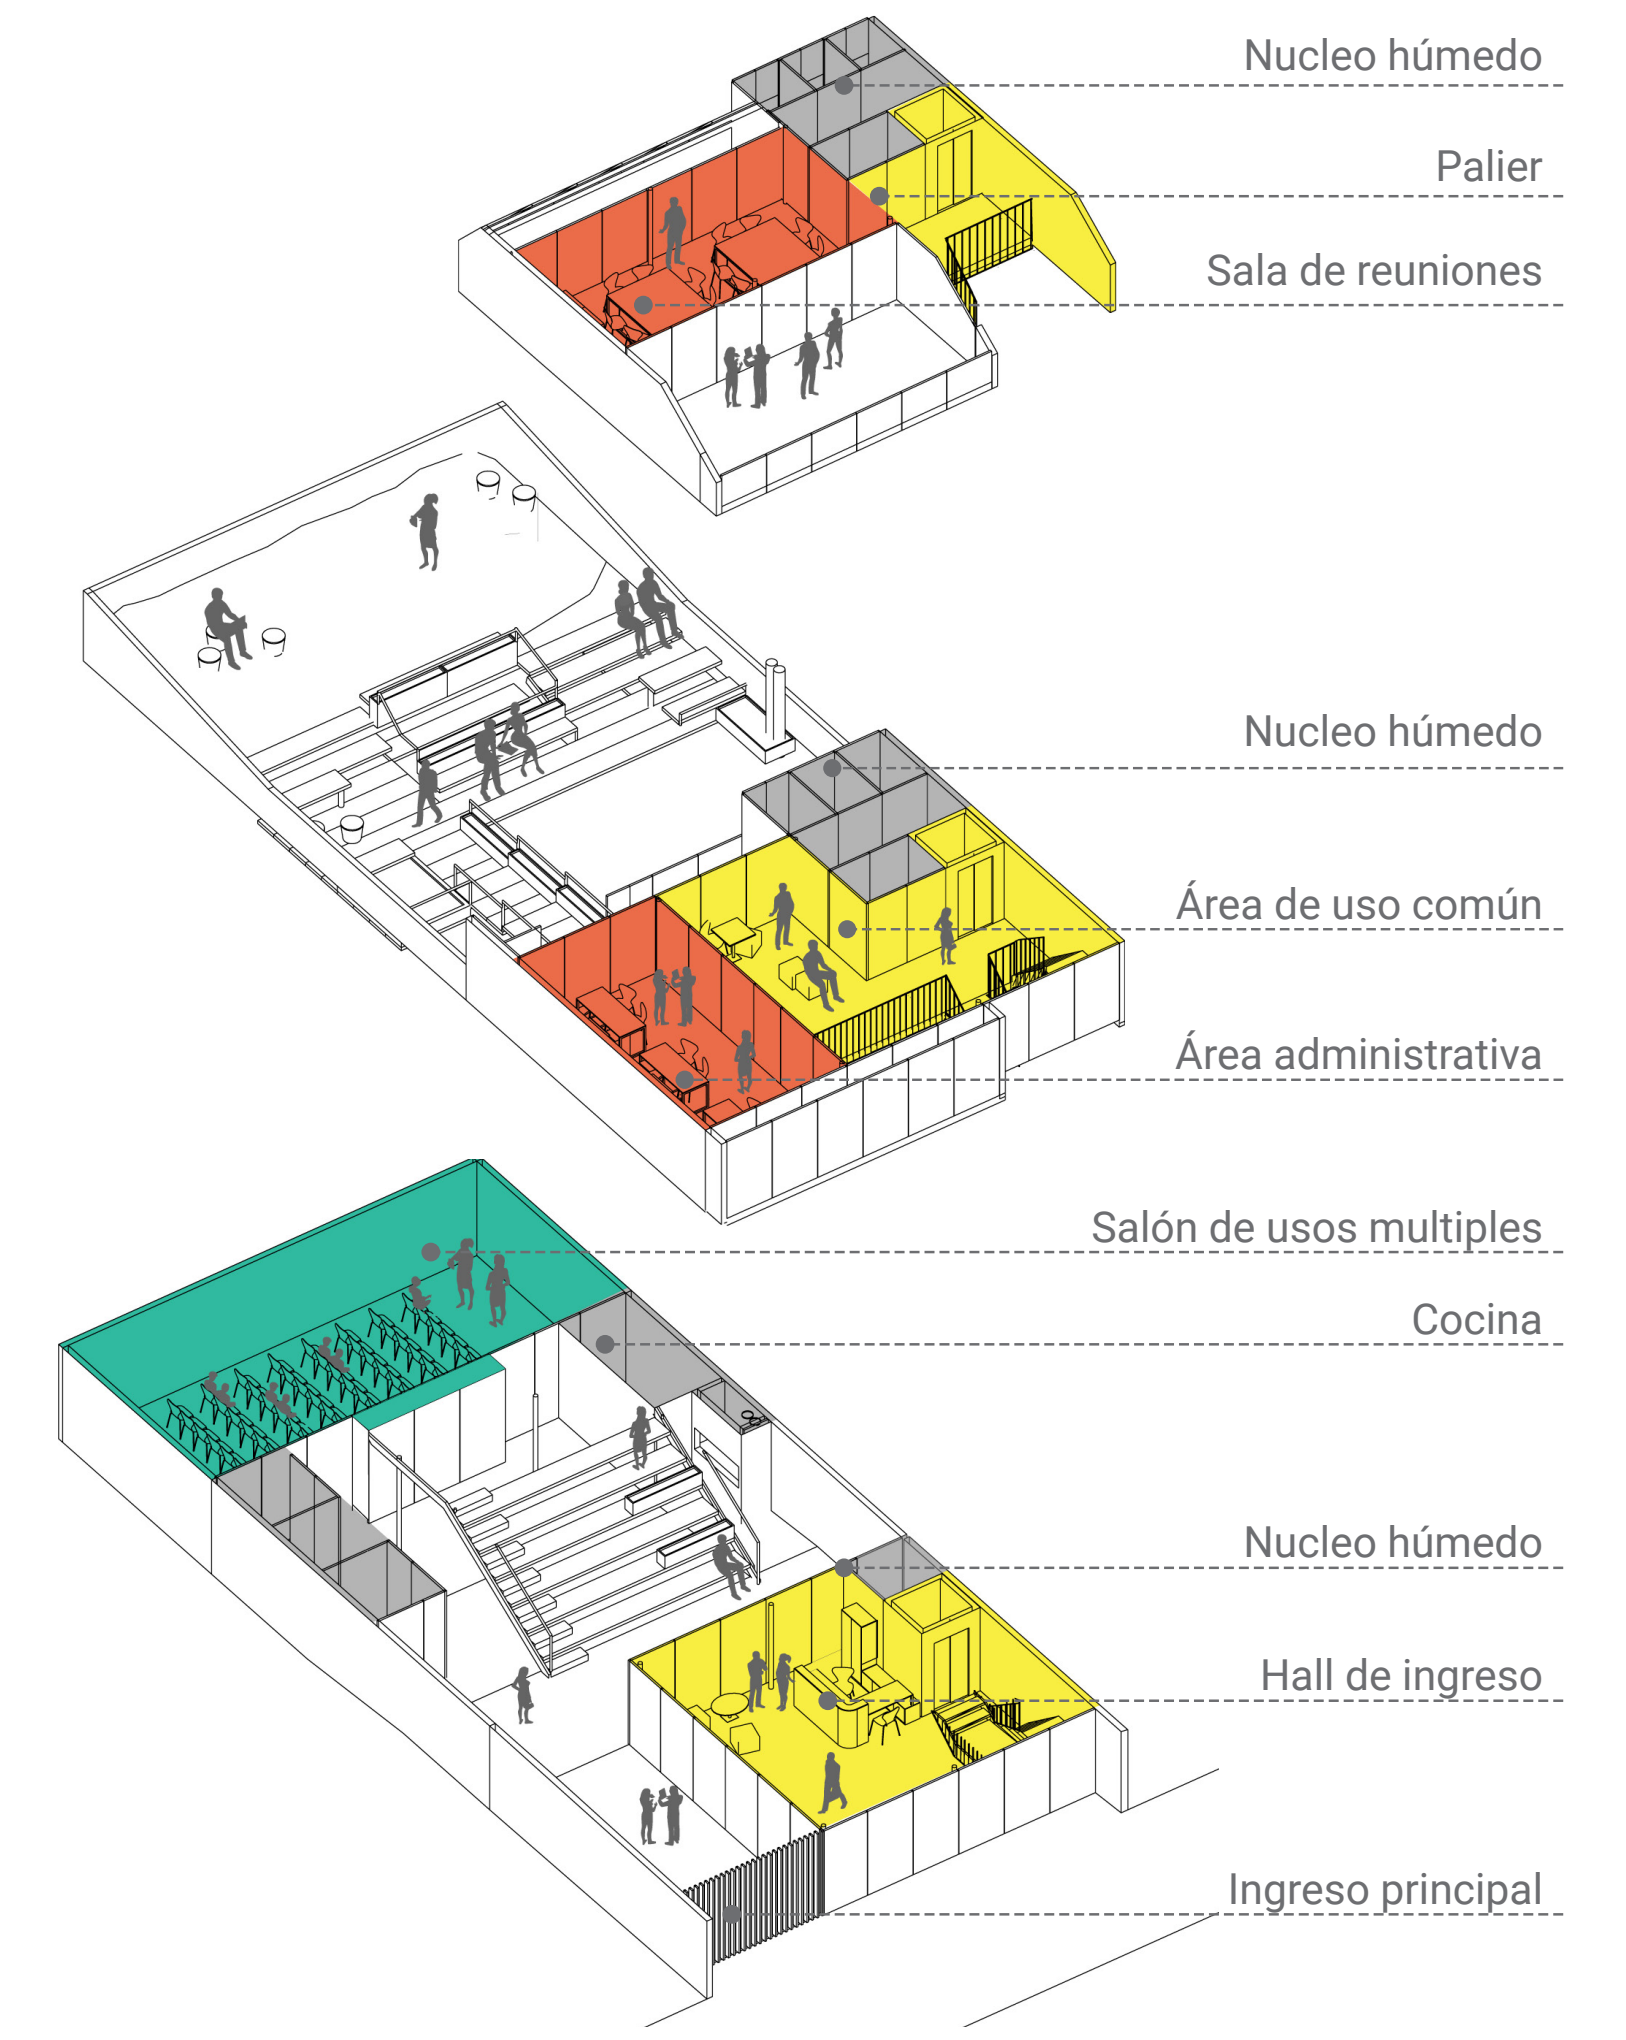 Nucleo húmedo
Palier
Sala de reuniones
Nucleo húmedo
Área de uso común
Área administrativa
Salón de usos multiples
Cocina
Nucleo húmedo
Hall de ingreso
Ingreso principal